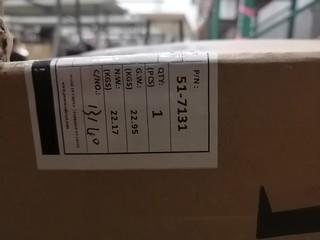 P/N: 51-7131
QTY: (PCS) 1
G.W.: (KGS) 22.95
N.W.: (KGS) 22.17
C/NO.: 13/40